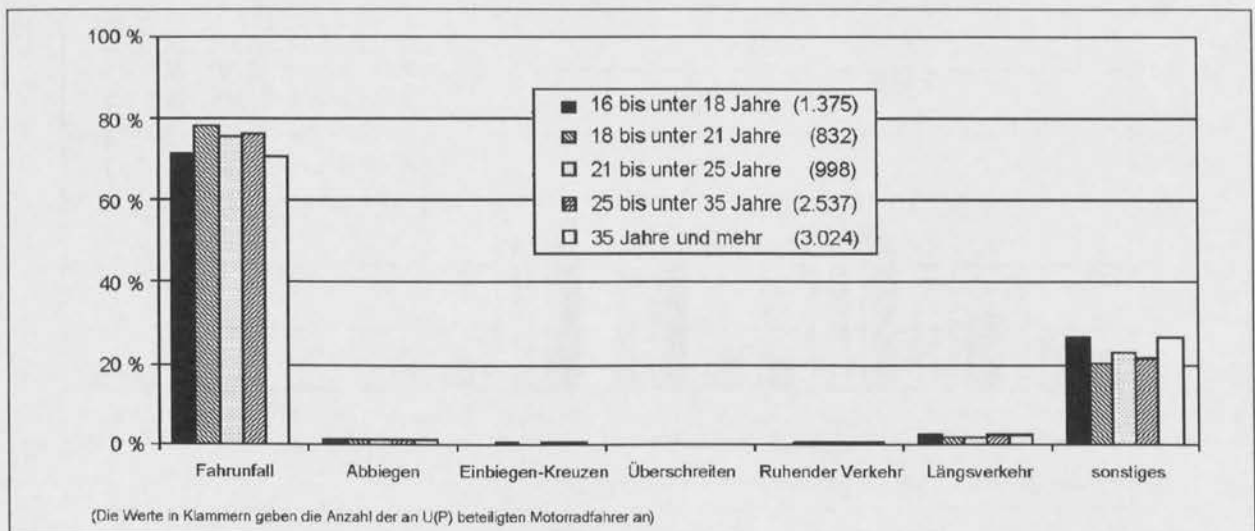 100 %
80 %
60 %
40 %
20 %
0 %
16 bis unter 18 Jahre (1.375)
18 bis unter 21 Jahre (832)
21 bis unter 25 Jahre (998)
25 bis unter 35 Jahre (2.537)
35 Jahre und mehr (3.024)
Fahrunfall Abbiegen Einbiegen-Kreuzen Überschreiten Ruhender Verkehr Längsverkehr sonstiges
(Die Werte in Klammern geben die Anzahl der an U(P) beteiligten Motorradfahrer an)